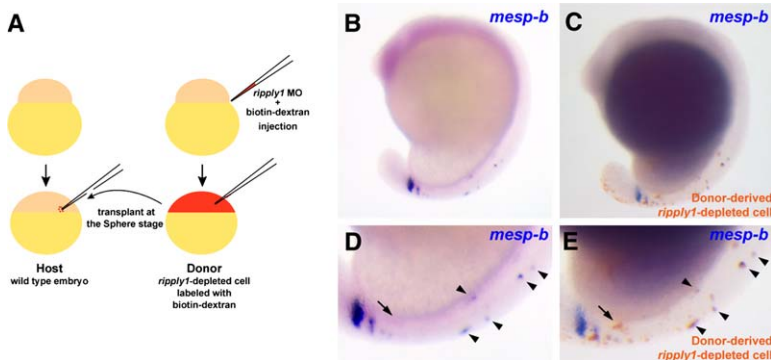 A
ripply1 MO
+
biotin-dextran
injection
transplant at
the Sphere stage
Host
wild type embryo
Donor
ripply1-depleted cell
labeled with
biotin-dextran
B
mesp-b
C
mesp-b
Donor-derived
ripply1-depleted cell
D
mesp-b
E
mesp-b
Donor-derived
ripply1-depleted cell